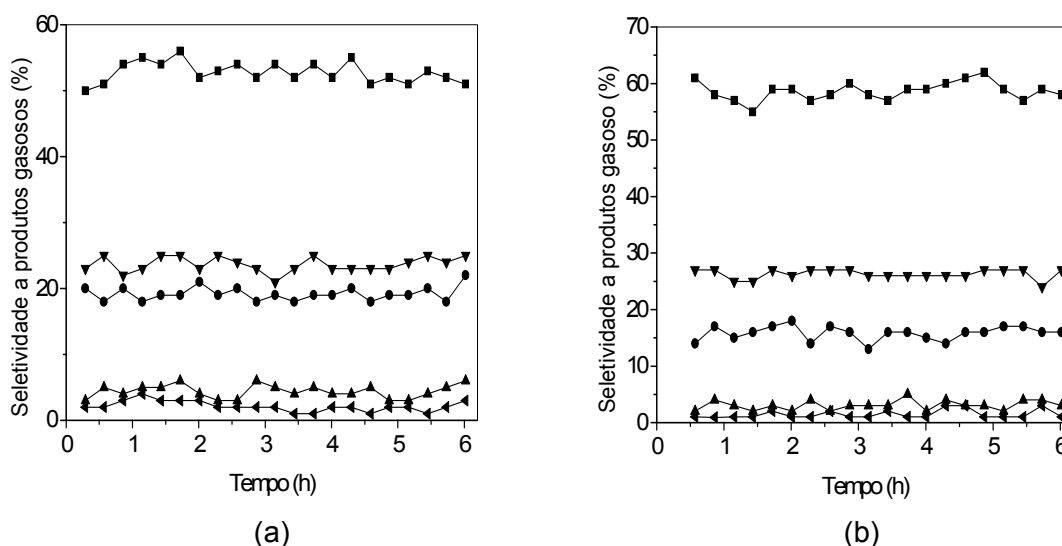 60
40
20
0
0 1 2 3 4 5 6
Seletividade a produtos gasosos (%)
Tempo (h)
(a)
70
60
50
40
30
20
10
0
0 1 2 3 4 5 6
Seletividade a produtos gasoso (%)
Tempo (h)
(b)